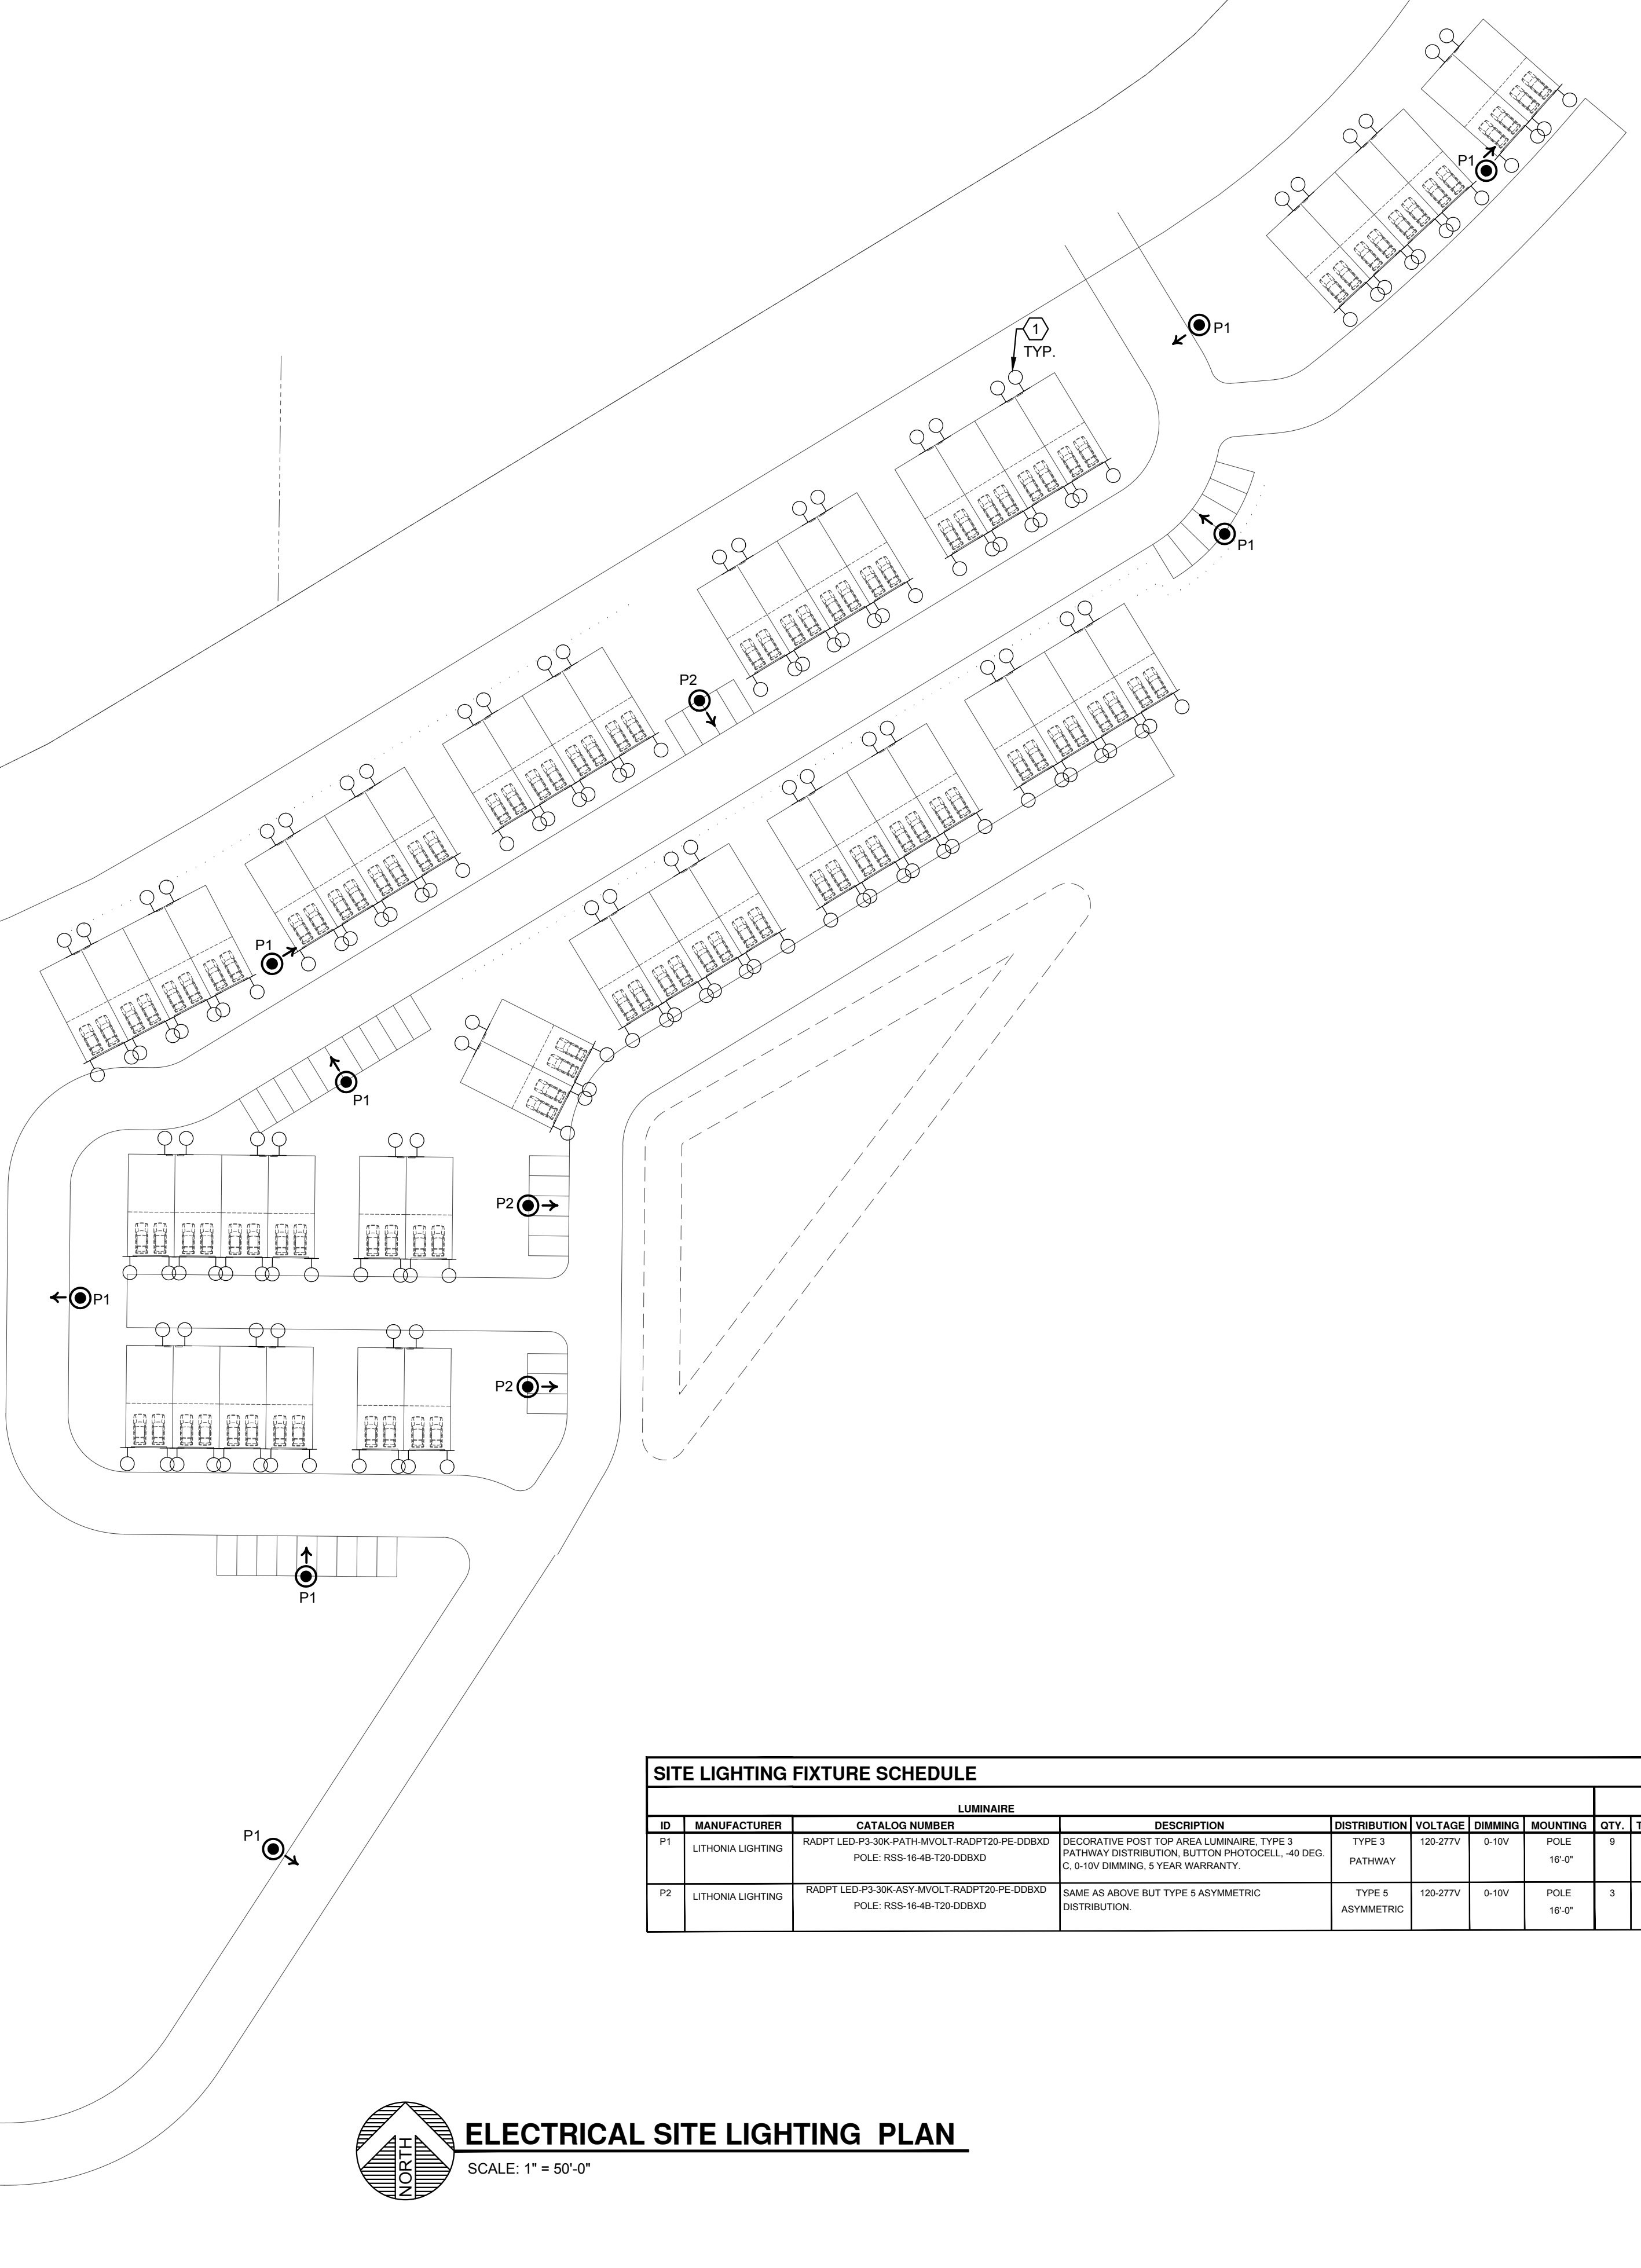 P1
P1
1
TYP.
P1
P2
P1
P1
P2
P1
P2
P1
P1
SITE LIGHTING FIXTURE SCHEDULE
LUMINAIRE
ID MANUFACTURER CATALOG NUMBER DESCRIPTION DISTRIBUTION VOLTAGE DIMMING MOUNTING QTY. T
P1 LITHONIA LIGHTING RADPT LED-P3-30K-PATH-MVOLT-RADPT20-PE-DDBXD DECORATIVE POST TOP AREA LUMINAIRE, TYPE 3 TYPE 3 120-277V 0-10V POLE 9
POLE: RSS-16-4B-T20-DDBXD PATHWAY DISTRIBUTION, BUTTON PHOTOCELL, -40 DEG. PATHWAY 16'-0"
C, 0-10V DIMMING, 5 YEAR WARRANTY.
P2 LITHONIA LIGHTING RADPT LED-P3-30K-ASY-MVOLT-RADPT20-PE-DDBXD SAME AS ABOVE BUT TYPE 5 ASYMMETRIC TYPE 5 120-277V 0-10V POLE 3
POLE: RSS-16-4B-T20-DDBXD DISTRIBUTION. ASYMMETRIC 16'-0"
NORTH
ELECTRICAL SITE LIGHTING PLAN
SCALE: 1" = 50'-0"